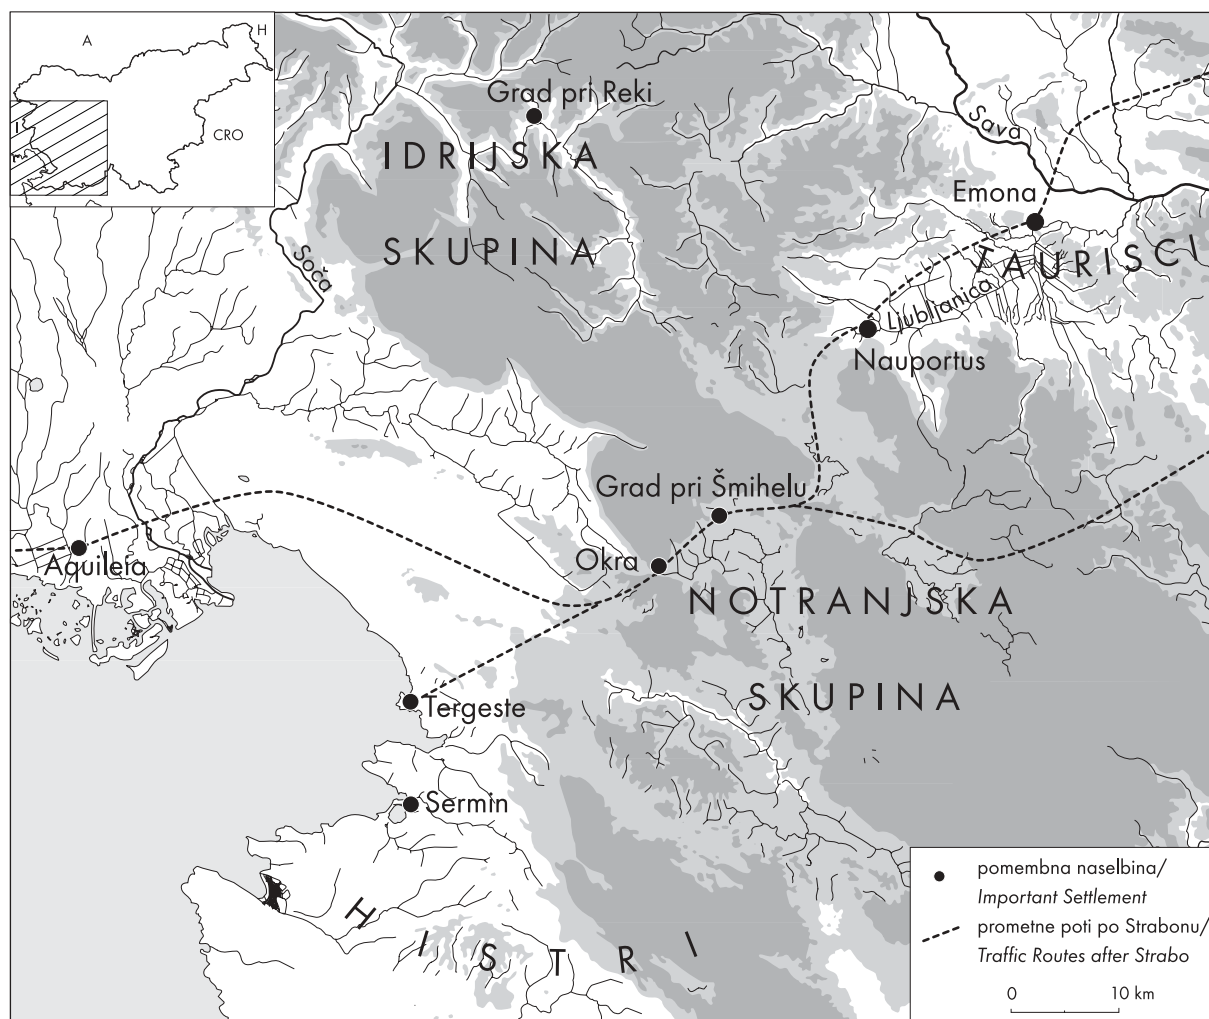 A
H
I
CRO
Grad pri Reki
IDRIJSKA
SKUPINA
Soča
Sava
Emona
TAURISCI
Ljubljanica
Nauportus
Grad pri Šmihelu
Okra
Aquileia
NOTRANJSKA
SKUPINA
Tergeste
Sermin
HISTRI
pomembna naselbina/
Important Settlement
prometne poti po Strabonu/
Traffic Routes after Strabo
0 10 km